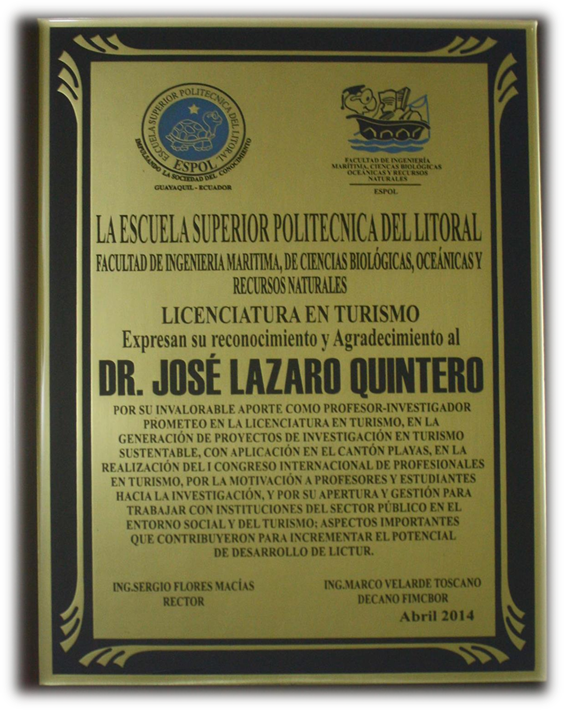 ESCUELA SUPERIOR POLITECNICA DEL LITORAL
ESPOL
IMPULSANDO LA SOCIEDAD DEL CONOCIMIENTO
GUAYAQUIL - ECUADOR
FACULTAD DE INGENIERÍA
MARÍTIMA, CIENCIAS BIOLÓGICAS
OCEÁNICAS Y RECURSOS
NATURALES
ESPOL
LA ESCUELA SUPERIOR POLITECNICA DEL LITORAL
FACULTAD DE INGENIERIA MARITIMA, DE CIENCIAS BIOLÓGICAS, OCEÁNICAS Y
RECURSOS NATURALES
LICENCIATURA EN TURISMO
Expresan su reconocimiento y Agradecimiento al
DR. JOSÉ LAZARO QUINTERO
POR SU INVALORABLE APORTE COMO PROFESOR-INVESTIGADOR
PROMETEO EN LA LICENCIATURA EN TURISMO, EN LA
GENERACIÓN DE PROYECTOS DE INVESTIGACIÓN EN TURISMO
SUSTENTABLE, CON APLICACIÓN EN EL CANTÓN PLAYAS, EN LA
REALIZACIÓN DEL I CONGRESO INTERNACIONAL DE PROFESIONALES
EN TURISMO, POR LA MOTIVACIÓN A PROFESORES Y ESTUDIANTES
HACIA LA INVESTIGACIÓN, Y POR SU APERTURA Y GESTIÓN PARA
TRABAJAR CON INSTITUCIONES DEL SECTOR PÚBLICO EN EL
ENTORNO SOCIAL Y DEL TURISMO; ASPECTOS IMPORTANTES
QUE CONTRIBUYERON PARA INCREMENTAR EL POTENCIAL
DE DESARROLLO DE LICTUR.
ING.SERGIO FLORES MACÍAS
RECTOR
ING.MARCO VELARDE TOSCANO
DECANO FIMCBOR
Abril 2014